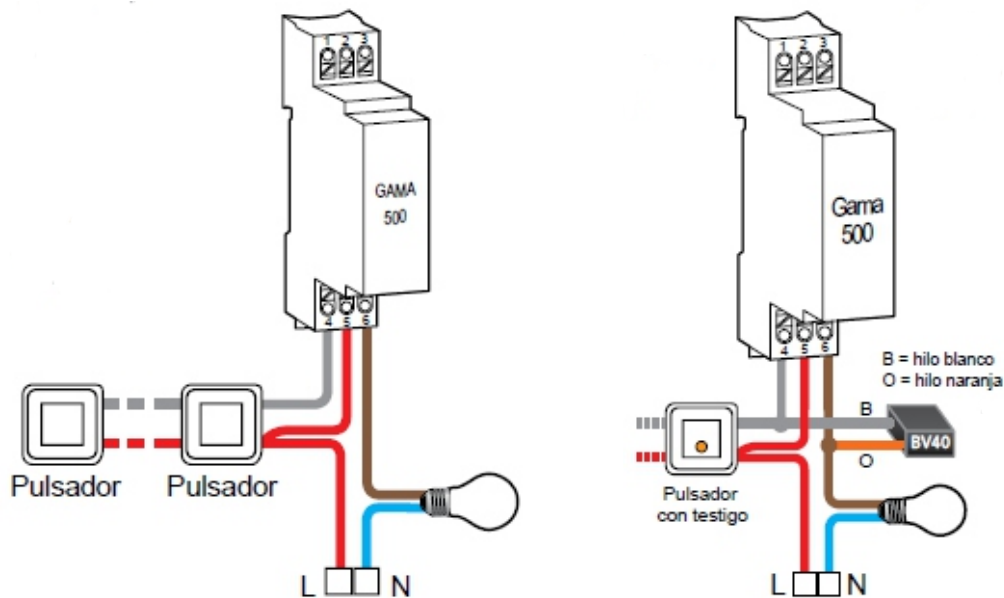 1 2 3
GAMA
500
4 5 6
Pulsador
Pulsador
L
N
1 2 3
Gama
500
4 5 6
B = hilo blanco
O = hilo naranja
B
BV40
O
Pulsador
con testigo
L
N